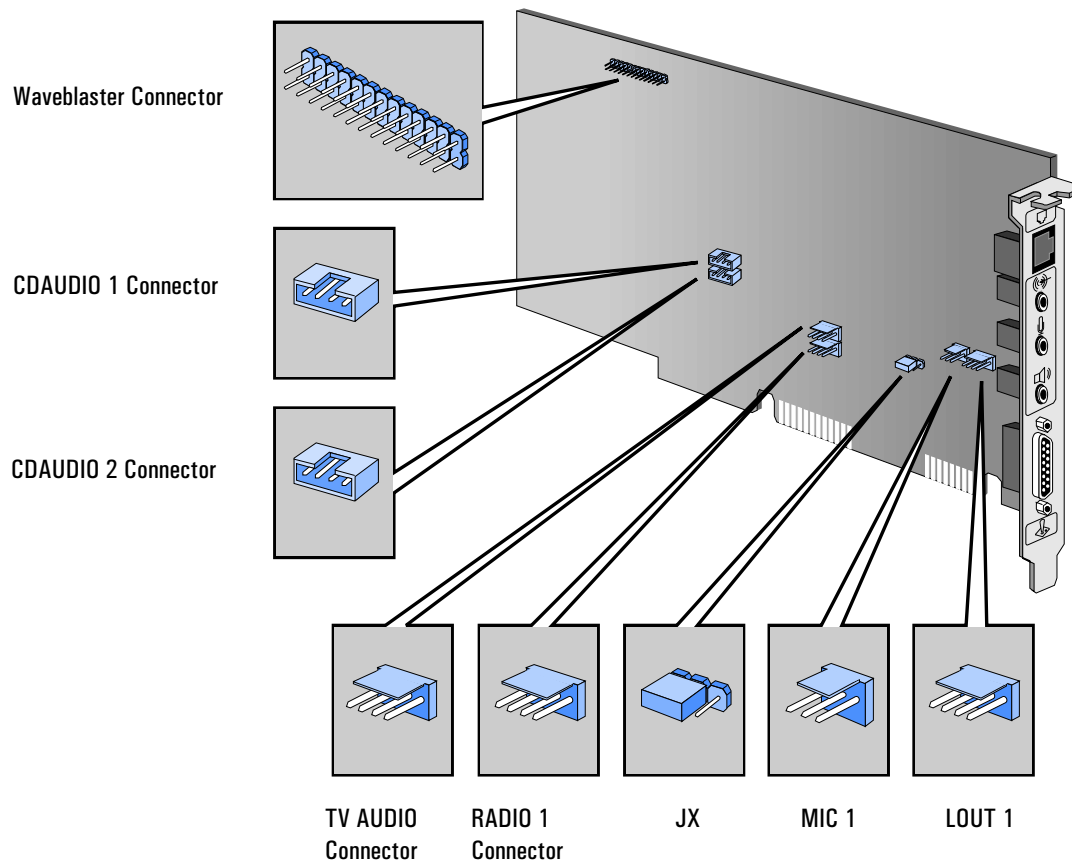 Waveblaster Connector
CDAUDIO 1 Connector
CDAUDIO 2 Connector
TV AUDIO
Connector
RADIO 1
Connector
JX
MIC 1
LOUT 1